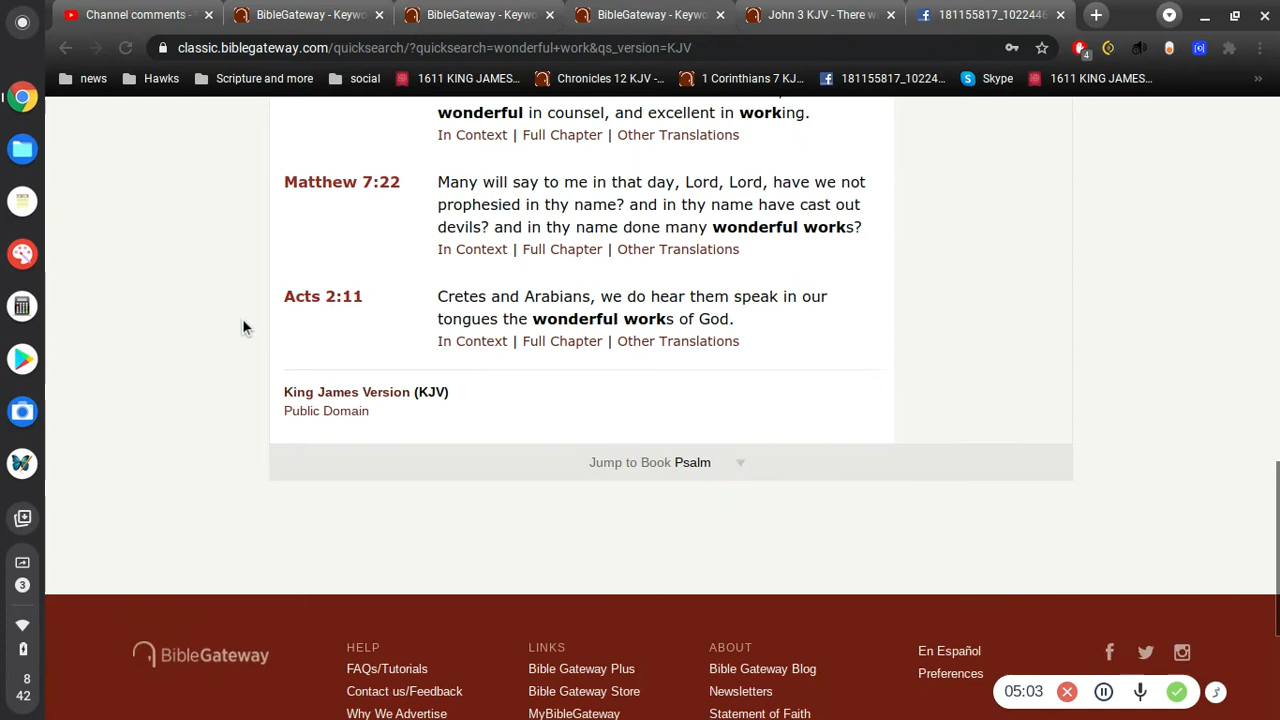 Channel comments -
BibleGateway - Keywo
BibleGateway - Keywo
BibleGateway - Keywo
John 3 KJV - There w
181155817_1022446
classic.biblegateway.com/quicksearch/?quicksearch=wonderful+work&qs_version=KJV
4
news
Hawks
Scripture and more
social
1611 KING JAMES...
Chronicles 12 KJV -...
1 Corinthians 7 KJ...
181155817_10224...
Skype
1611 KING JAMES...
»
wonderful in counsel, and excellent in working.
In Context | Full Chapter | Other Translations
Matthew 7:22
Many will say to me in that day, Lord, Lord, have we not
prophesied in thy name? and in thy name have cast out
devils? and in thy name done many wonderful works?
In Context | Full Chapter | Other Translations
Acts 2:11
Cretes and Arabians, we do hear them speak in our
tongues the wonderful works of God.
In Context | Full Chapter | Other Translations
King James Version (KJV)
Public Domain
Jump to Book Psalm
3
8
42
BibleGateway
HELP
FAQs/Tutorials
Contact us/Feedback
Why We Advertise
LINKS
Bible Gateway Plus
Bible Gateway Store
MyBibleGateway
ABOUT
Bible Gateway Blog
Newsletters
Statement of Faith
En Español
Preferences
05:03